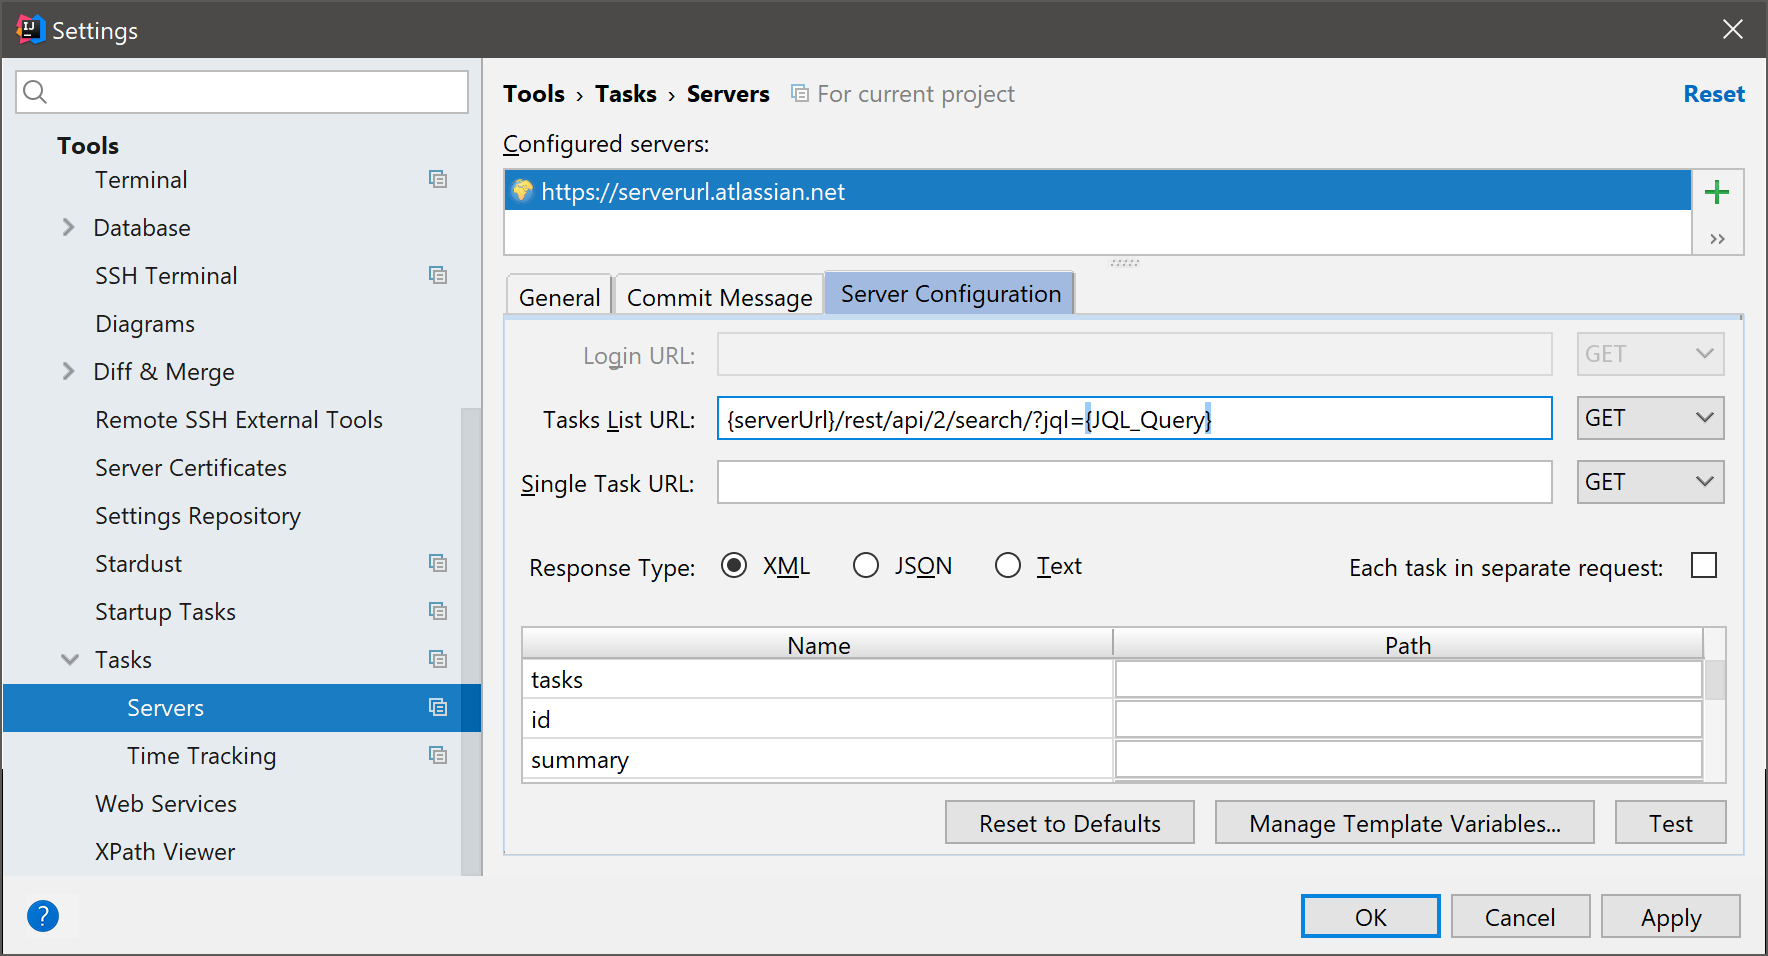 IJ Settings
Tools › Tasks › Servers For current project Reset
Tools
Terminal
Database
SSH Terminal
Diagrams
Diff & Merge
Remote SSH External Tools
Server Certificates
Settings Repository
Stardust
Startup Tasks
Tasks
Servers
Time Tracking
Web Services
XPath Viewer
Configured servers:
https://serverurl.atlassian.net
General Commit Message Server Configuration
Login URL: GET
Tasks List URL: {serverUrl}/rest/api/2/search/?jql={JQL_Query} GET
Single Task URL: GET
Response Type: XML JSON Text Each task in separate request:
Name Path
tasks
id
summary
Reset to Defaults Manage Template Variables... Test
? OK Cancel Apply